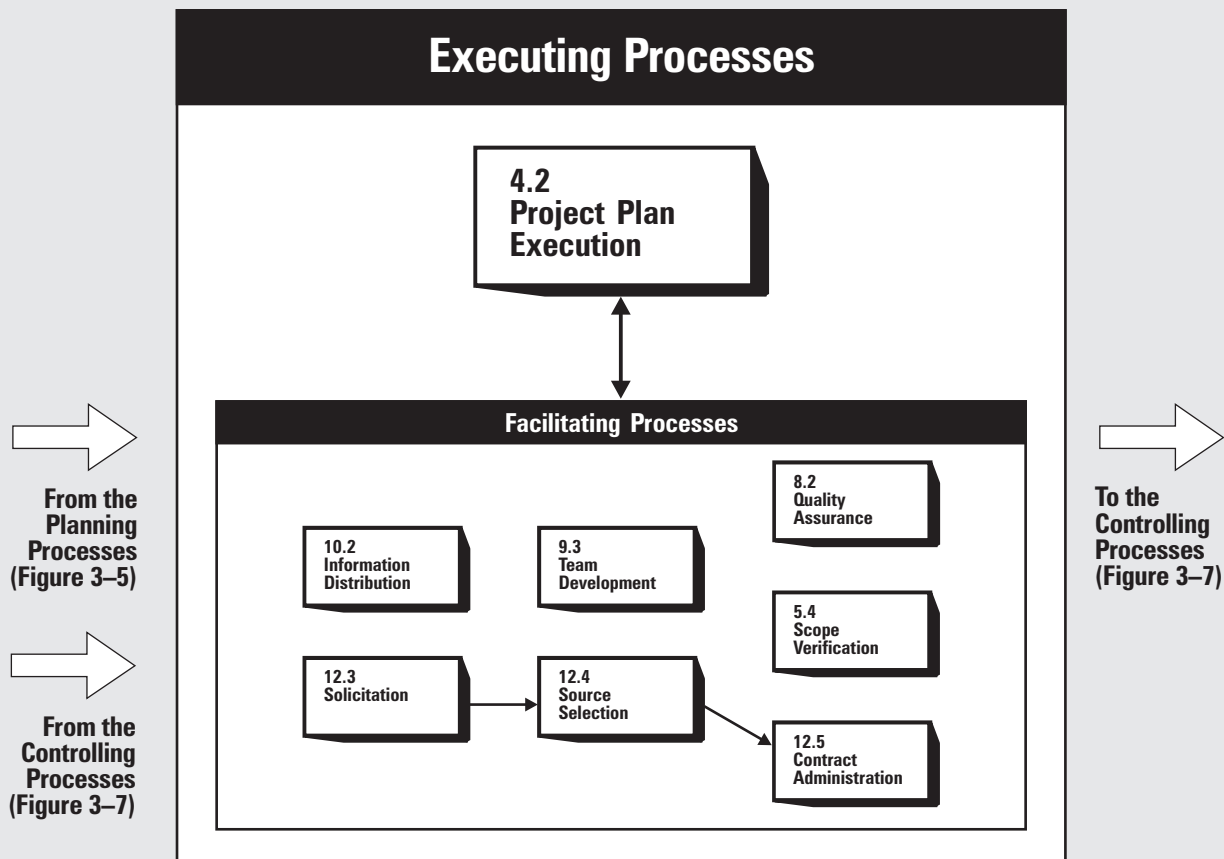 Executing Processes
4.2
Project Plan
Execution
Facilitating Processes
From the
Planning
Processes
(Figure 3–5)
From the
Controlling
Processes
(Figure 3–7)
10.2
Information
Distribution
9.3
Team
Development
8.2
Quality
Assurance
5.4
Scope
Verification
12.3
Solicitation
12.4
Source
Selection
12.5
Contract
Administration
To the
Controlling
Processes
(Figure 3–7)